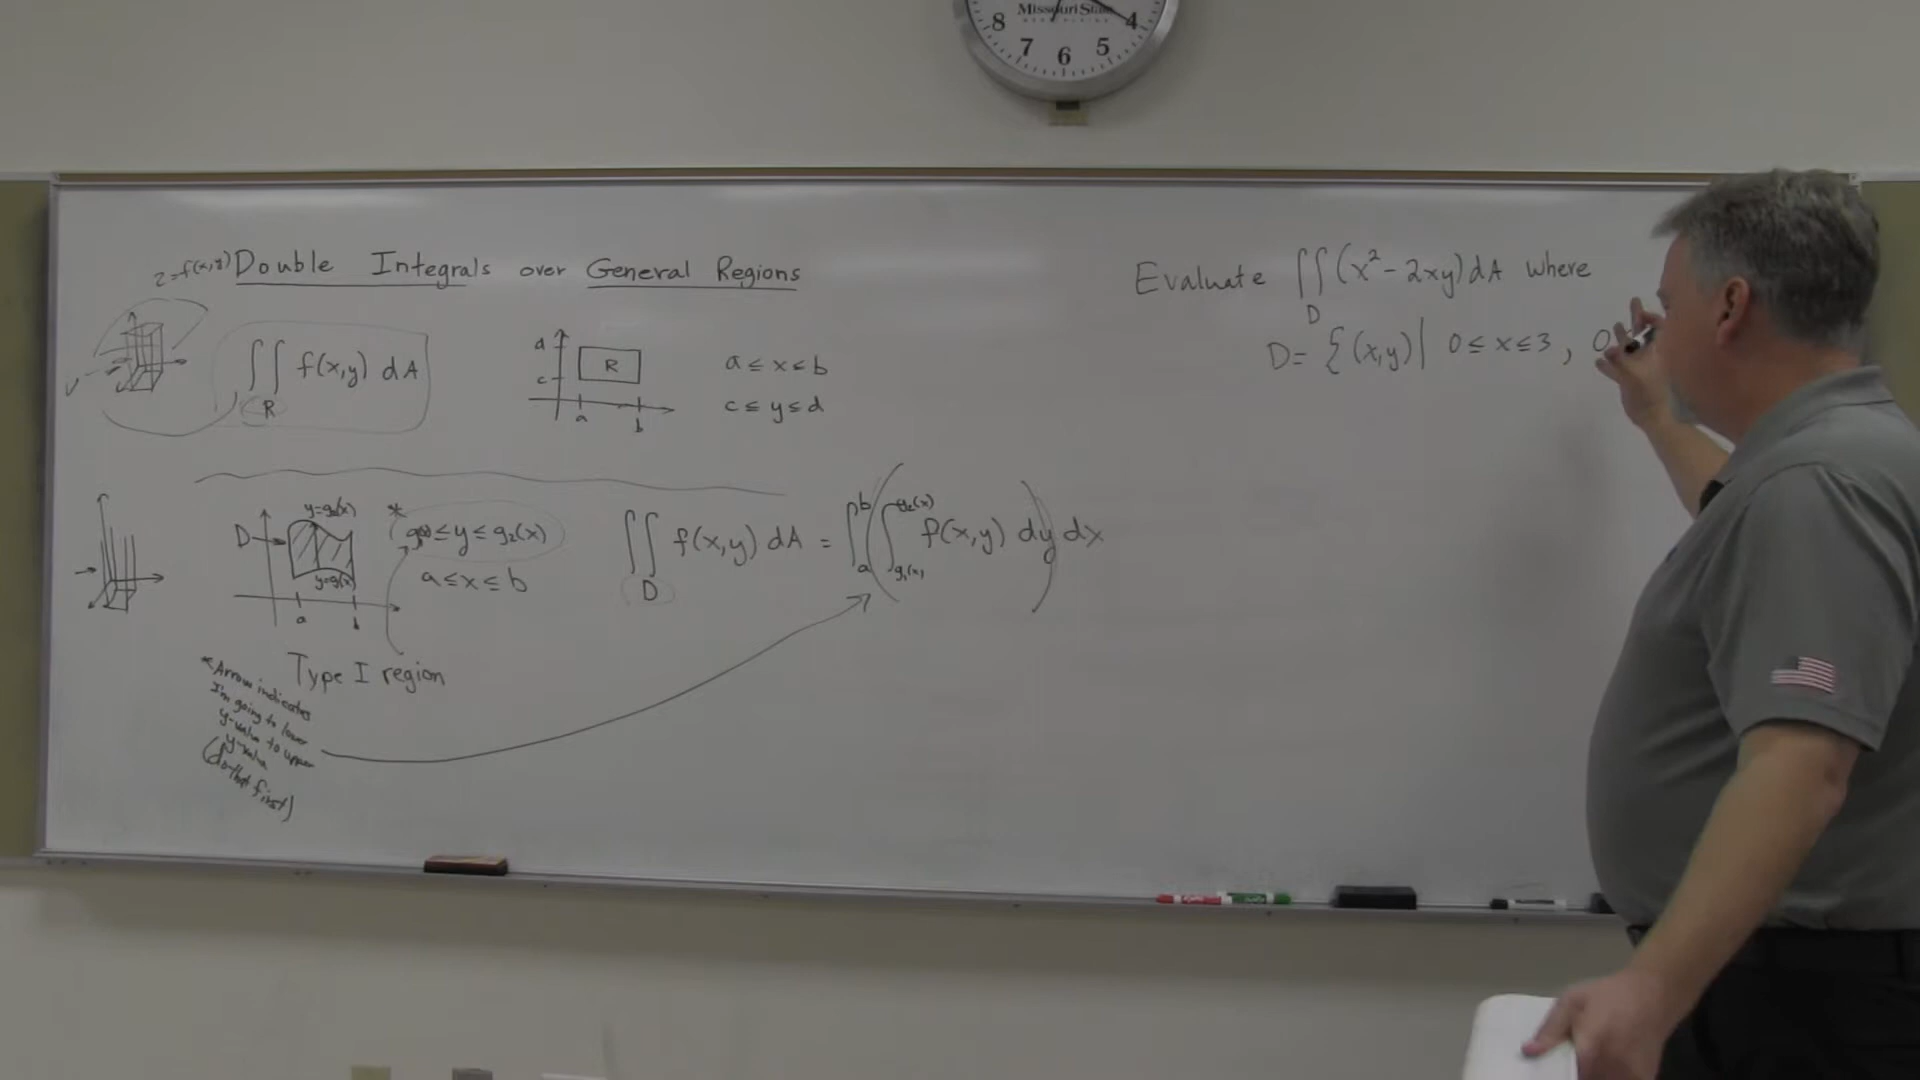 8 Missouri State 4
7 6 5
z=f(x,y) Double Integrals over General Regions
∬ f(x,y) dA
R
d
c
R
a b
a ≤ x ≤ b
c ≤ y ≤ d
V
D
y=g₂(x)
y=g₁(x)
a b
*
g₁(x) ≤ y ≤ g₂(x)
a ≤ x ≤ b
∬ f(x,y) dA = ∫ₐᵇ ( ∫ g₁(x) g₂(x) f(x,y) dy ) dx
D
Type I region
*Arrow indicates
I'm going to lower
y-value to upper
y-value
(do that first)
Evaluate ∬ (x² - 2xy) dA where
D
D = {(x,y) | 0 ≤ x ≤ 3, 0